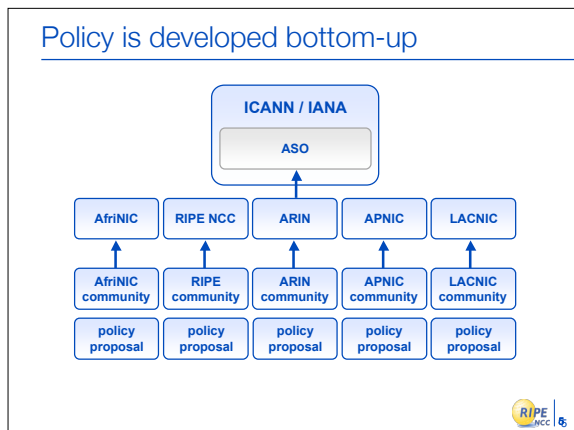 Policy is developed bottom-up
ICANN / IANA
ASO
AfriNIC
RIPE NCC
ARIN
APNIC
LACNIC
AfriNIC
community
RIPE
community
ARIN
community
APNIC
community
LACNIC
community
policy
proposal
policy
proposal
policy
proposal
policy
proposal
policy
proposal
RIPE
NCC